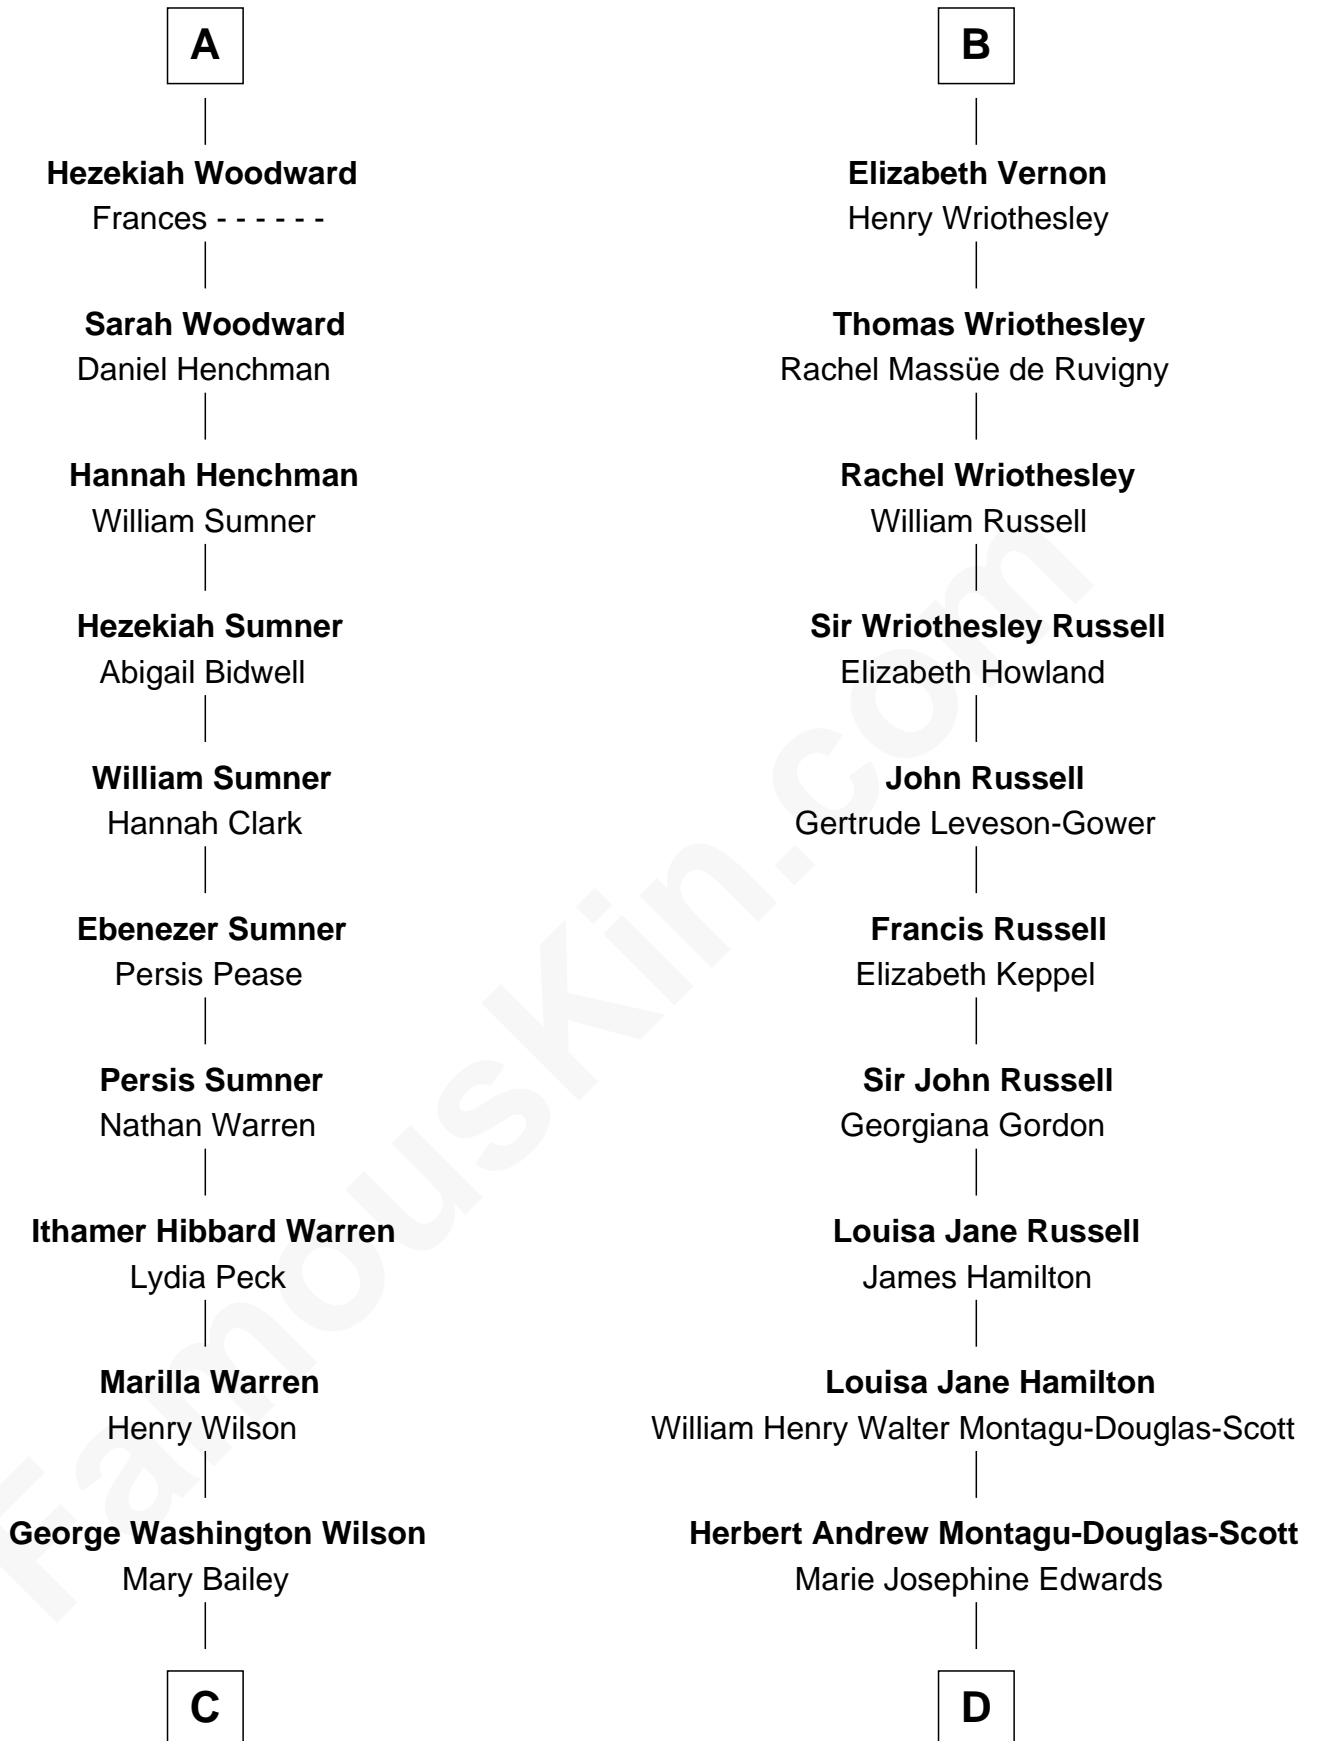 A
Hezekiah Woodward
Frances - - - - - -
Sarah Woodward
Daniel Henchman
Hannah Henchman
William Sumner
Hezekiah Sumner
Abigail Bidwell
William Sumner
Hannah Clark
Ebenezer Sumner
Persis Pease
Persis Sumner
Nathan Warren
Ithamer Hibbard Warren
Lydia Peck
Marilla Warren
Henry Wilson
George Washington Wilson
Mary Bailey
C
B
Elizabeth Vernon
Henry Wriothesley
Thomas Wriothesley
Rachel Massüe de Ruvigny
Rachel Wriothesley
William Russell
Sir Wriothesley Russell
Elizabeth Howland
John Russell
Gertrude Leveson-Gower
Francis Russell
Elizabeth Keppel
Sir John Russell
Georgiana Gordon
Louisa Jane Russell
James Hamilton
Louisa Jane Hamilton
William Henry Walter Montagu-Douglas-Scott
Herbert Andrew Montagu-Douglas-Scott
Marie Josephine Edwards
D
FamousKin.com